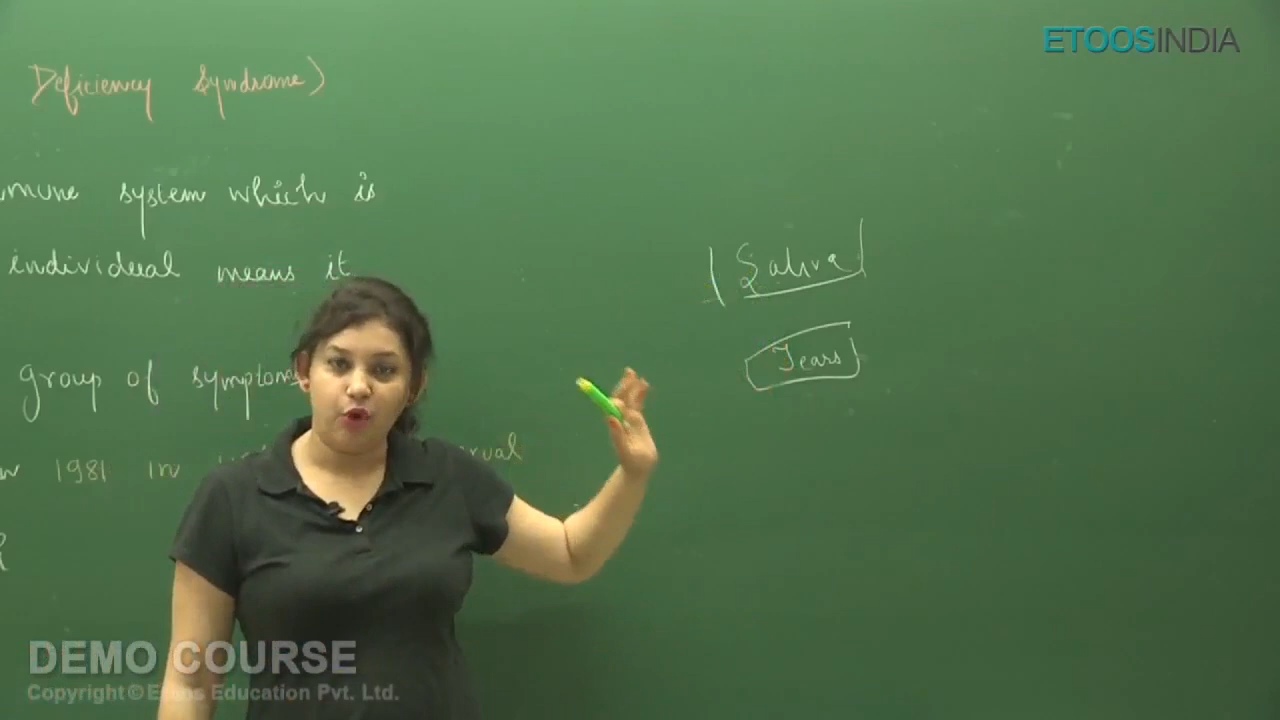 ETOOSINDIA
Deficiency Syndrome)
mune system which is
individual means it
Saliva
Tears
group of symptoms
1981 in
DEMO COURSE
Copyright © Etoos Education Pvt. Ltd.